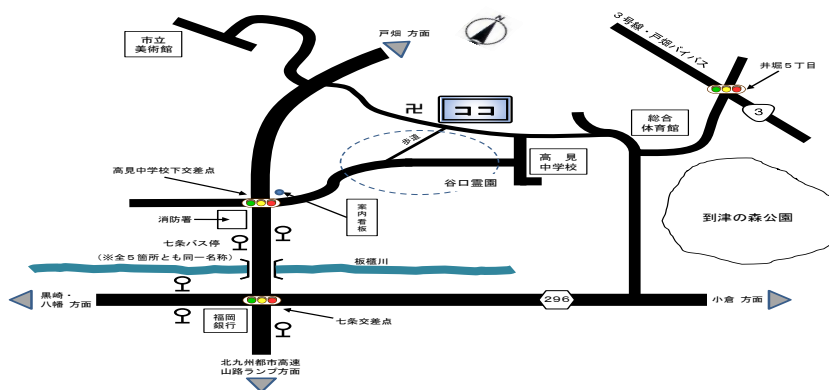 市立
美術館
戸畑 方面
N
3号線・戸畑バイパス
井堀5丁目
3
卍
ココ
総合
体育館
歩道
高見
中学校
谷口霊園
高見中学校下交差点
案内看板
消防署
到津の森公園
七条バス停
(※全5箇所とも同一名称)
板櫃川
黒崎・
八幡 方面
296
小倉 方面
福岡
銀行
七条交差点
北九州都市高速
山路ランプ方面